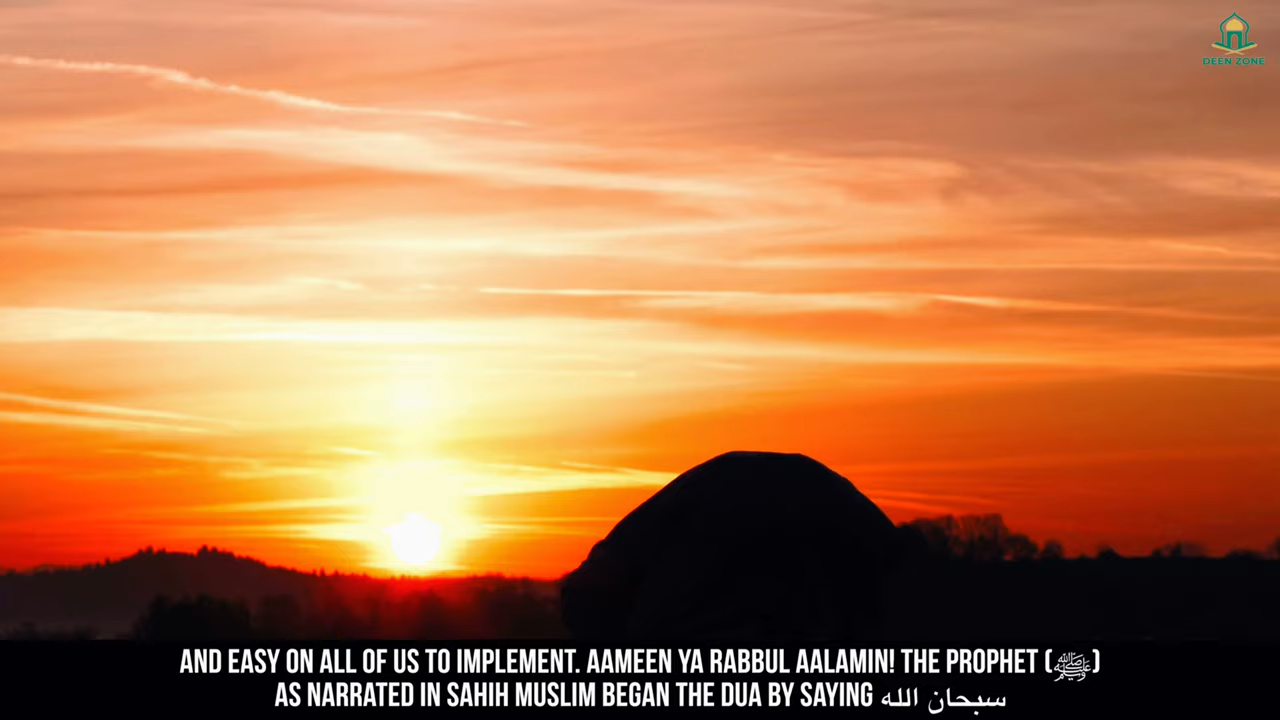 DEEN ZONE
AND EASY ON ALL OF US TO IMPLEMENT. AAMEEN YA RABBUL AALAMIN! THE PROPHET (ﷺ)
AS NARRATED IN SAHIH MUSLIM BEGAN THE DUA BY SAYING سبحان الله